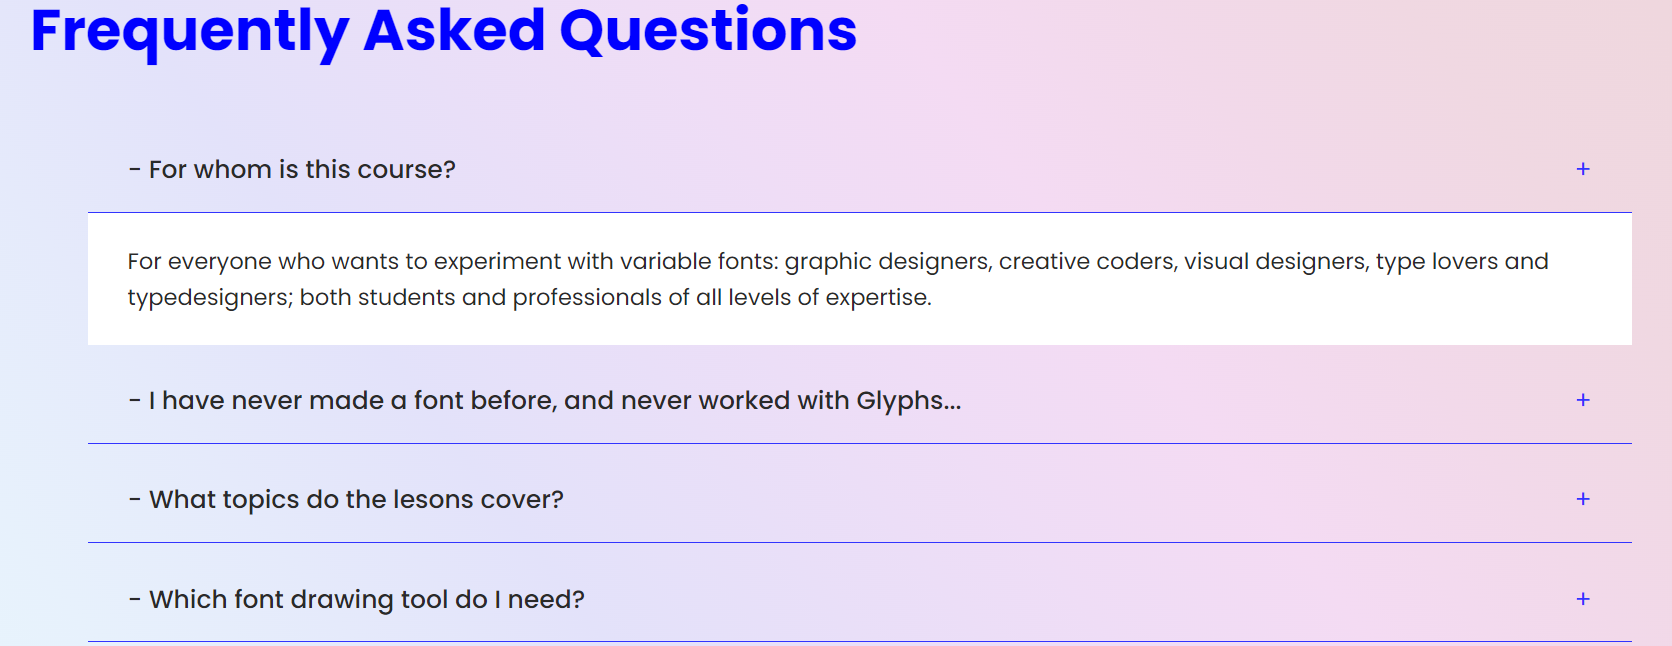 Frequently Asked Questions
- For whom is this course? +
For everyone who wants to experiment with variable fonts: graphic designers, creative coders, visual designers, type lovers and
typedesigners; both students and professionals of all levels of expertise.
- I have never made a font before, and never worked with Glyphs... +
- What topics do the lesons cover? +
- Which font drawing tool do I need? +